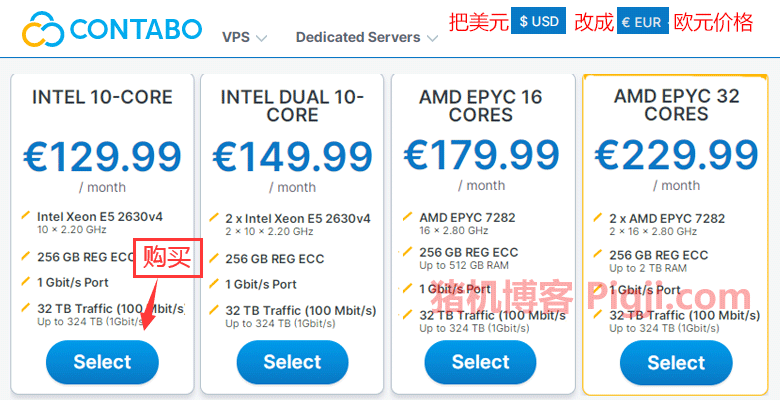 CONTABO
VPS
Dedicated Servers
把美元 $ USD 改成 € EUR 欧元价格
INTEL 10-CORE
€129.99
/ month
Intel Xeon E5 2630v4
10 × 2.20 GHz
256 GB REG ECC
1 Gbit/s Port
32 TB Traffic (100 Mbit/s)
Up to 324 TB (1Gbit/s)
购买
Select
INTEL DUAL 10-
CORE
€149.99
/ month
2 x Intel Xeon E5 2630v4
2 × 10 × 2.20 GHz
256 GB REG ECC
1 Gbit/s Port
32 TB Traffic (100 Mbit/s)
Up to 324 TB (1Gbit/s)
Select
AMD EPYC 16
CORES
€179.99
/ month
AMD EPYC 7282
16 × 2.80 GHz
256 GB REG ECC
Up to 512 GB RAM
1 Gbit/s Port
32 TB Traffic (100 Mbit/s
Up to 324 TB (1Gbit/s)
Select
AMD EPYC 32
CORES
€229.99
/ month
2 x AMD EPYC 7282
2 × 16 × 2.80 GHz
256 GB REG ECC
Up to 2 TB RAM
1 Gbit/s Port
32 TB Traffic (100 Mbit/s)
Up to 324 TB (1Gbit/s)
Select
猪机博客 Pigji.com